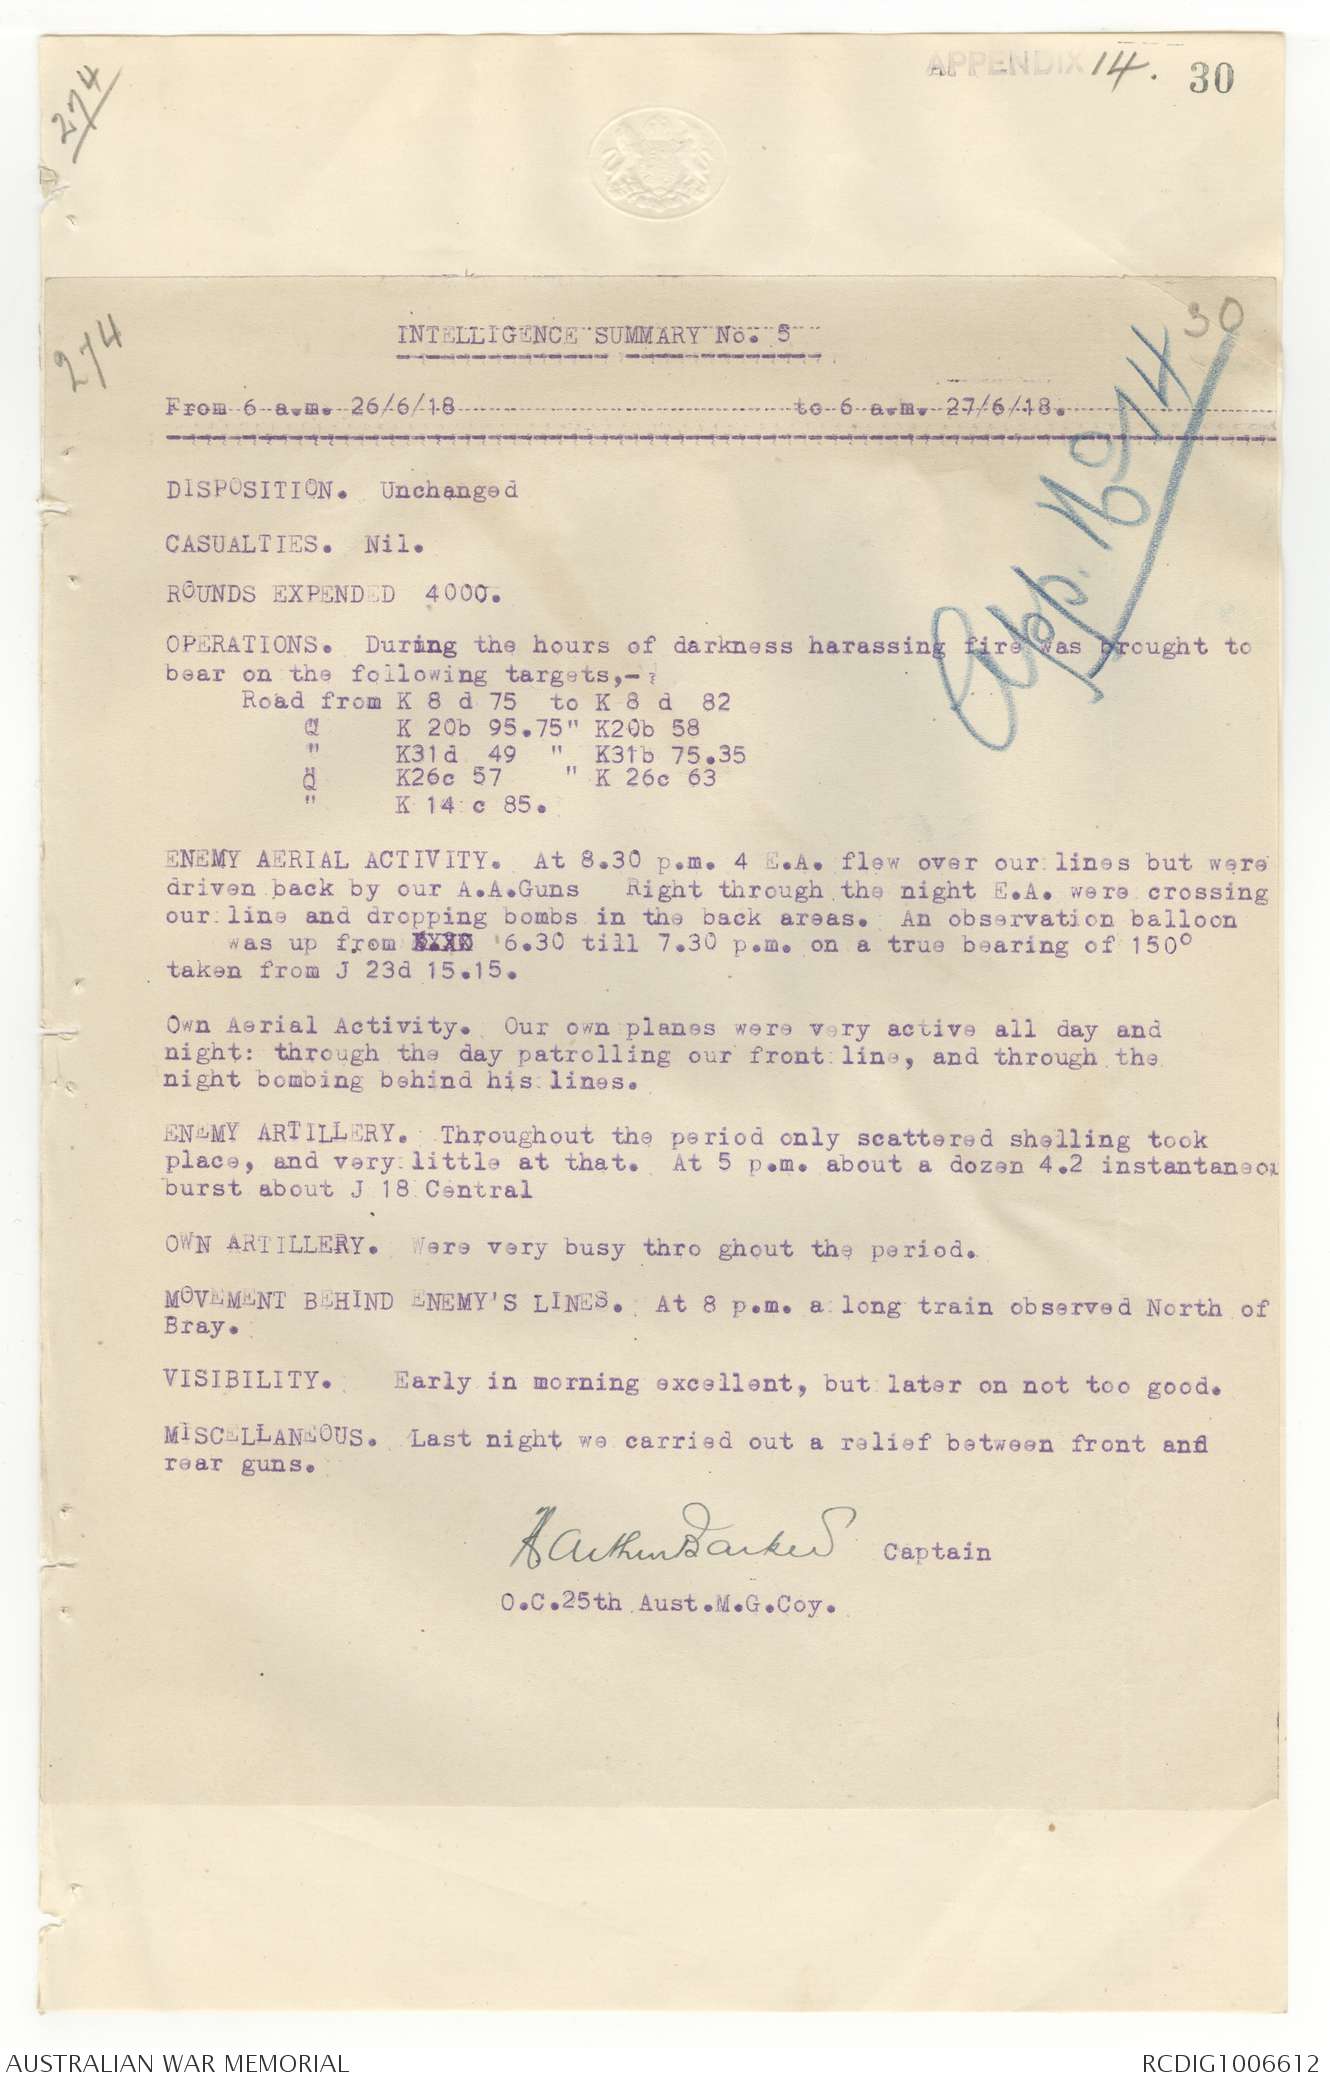 APPENDIX 14. 30
274
274
30
INTELLIGENCE SUMMARY No. 5
From 6 a.m. 26/6/18 to 6 a.m. 27/6/18.
App. No 14
DISPOSITION. Unchanged
CASUALTIES. Nil.
ROUNDS EXPENDED 4000.
OPERATIONS. During the hours of darkness harassing fire was brought to
bear on the following targets,-
Road from K 8 d 75 to K 8 d 82
" K 20b 95.75" K20b 58
" K31d 49 " K31b 75.35
" K26c 57 " K 26c 63
" K 14 c 85.
ENEMY AERIAL ACTIVITY. At 8.30 p.m. 4 E.A. flew over our lines but were
driven back by our A.A.Guns Right through the night E.A. were crossing
our line and dropping bombs in the back areas. An observation balloon
was up from 6.30 till 7.30 p.m. on a true bearing of 150°
taken from J 23d 15.15.
Own Aerial Activity. Our own planes were very active all day and
night: through the day patrolling our front line, and through the
night bombing behind his lines.
ENEMY ARTILLERY. Throughout the period only scattered shelling took
place, and very little at that. At 5 p.m. about a dozen 4.2 instantaneou
burst about J 18 Central
OWN ARTILLERY. Were very busy thro ghout the period.
MOVEMENT BEHIND ENEMY'S LINES. At 8 p.m. a long train observed North of
Bray.
VISIBILITY. Early in morning excellent, but later on not too good.
MISCELLANEOUS. Last night we carried out a relief between front and
rear guns.
Arthur Barker Captain
O.C.25th Aust.M.G.Coy.
AUSTRALIAN WAR MEMORIAL RCDIG1006612